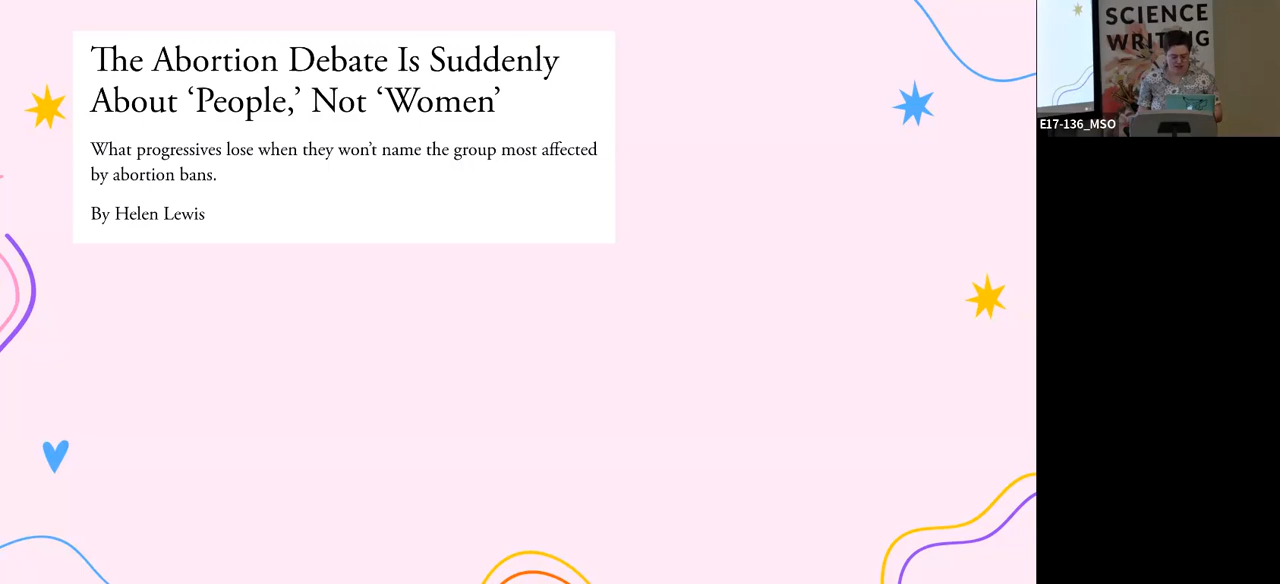 The Abortion Debate Is Suddenly
About ‘People,’ Not ‘Women’
What progressives lose when they won’t name the group most affected
by abortion bans.
By Helen Lewis
SCIENCE
WRITING
E17-136_MSO